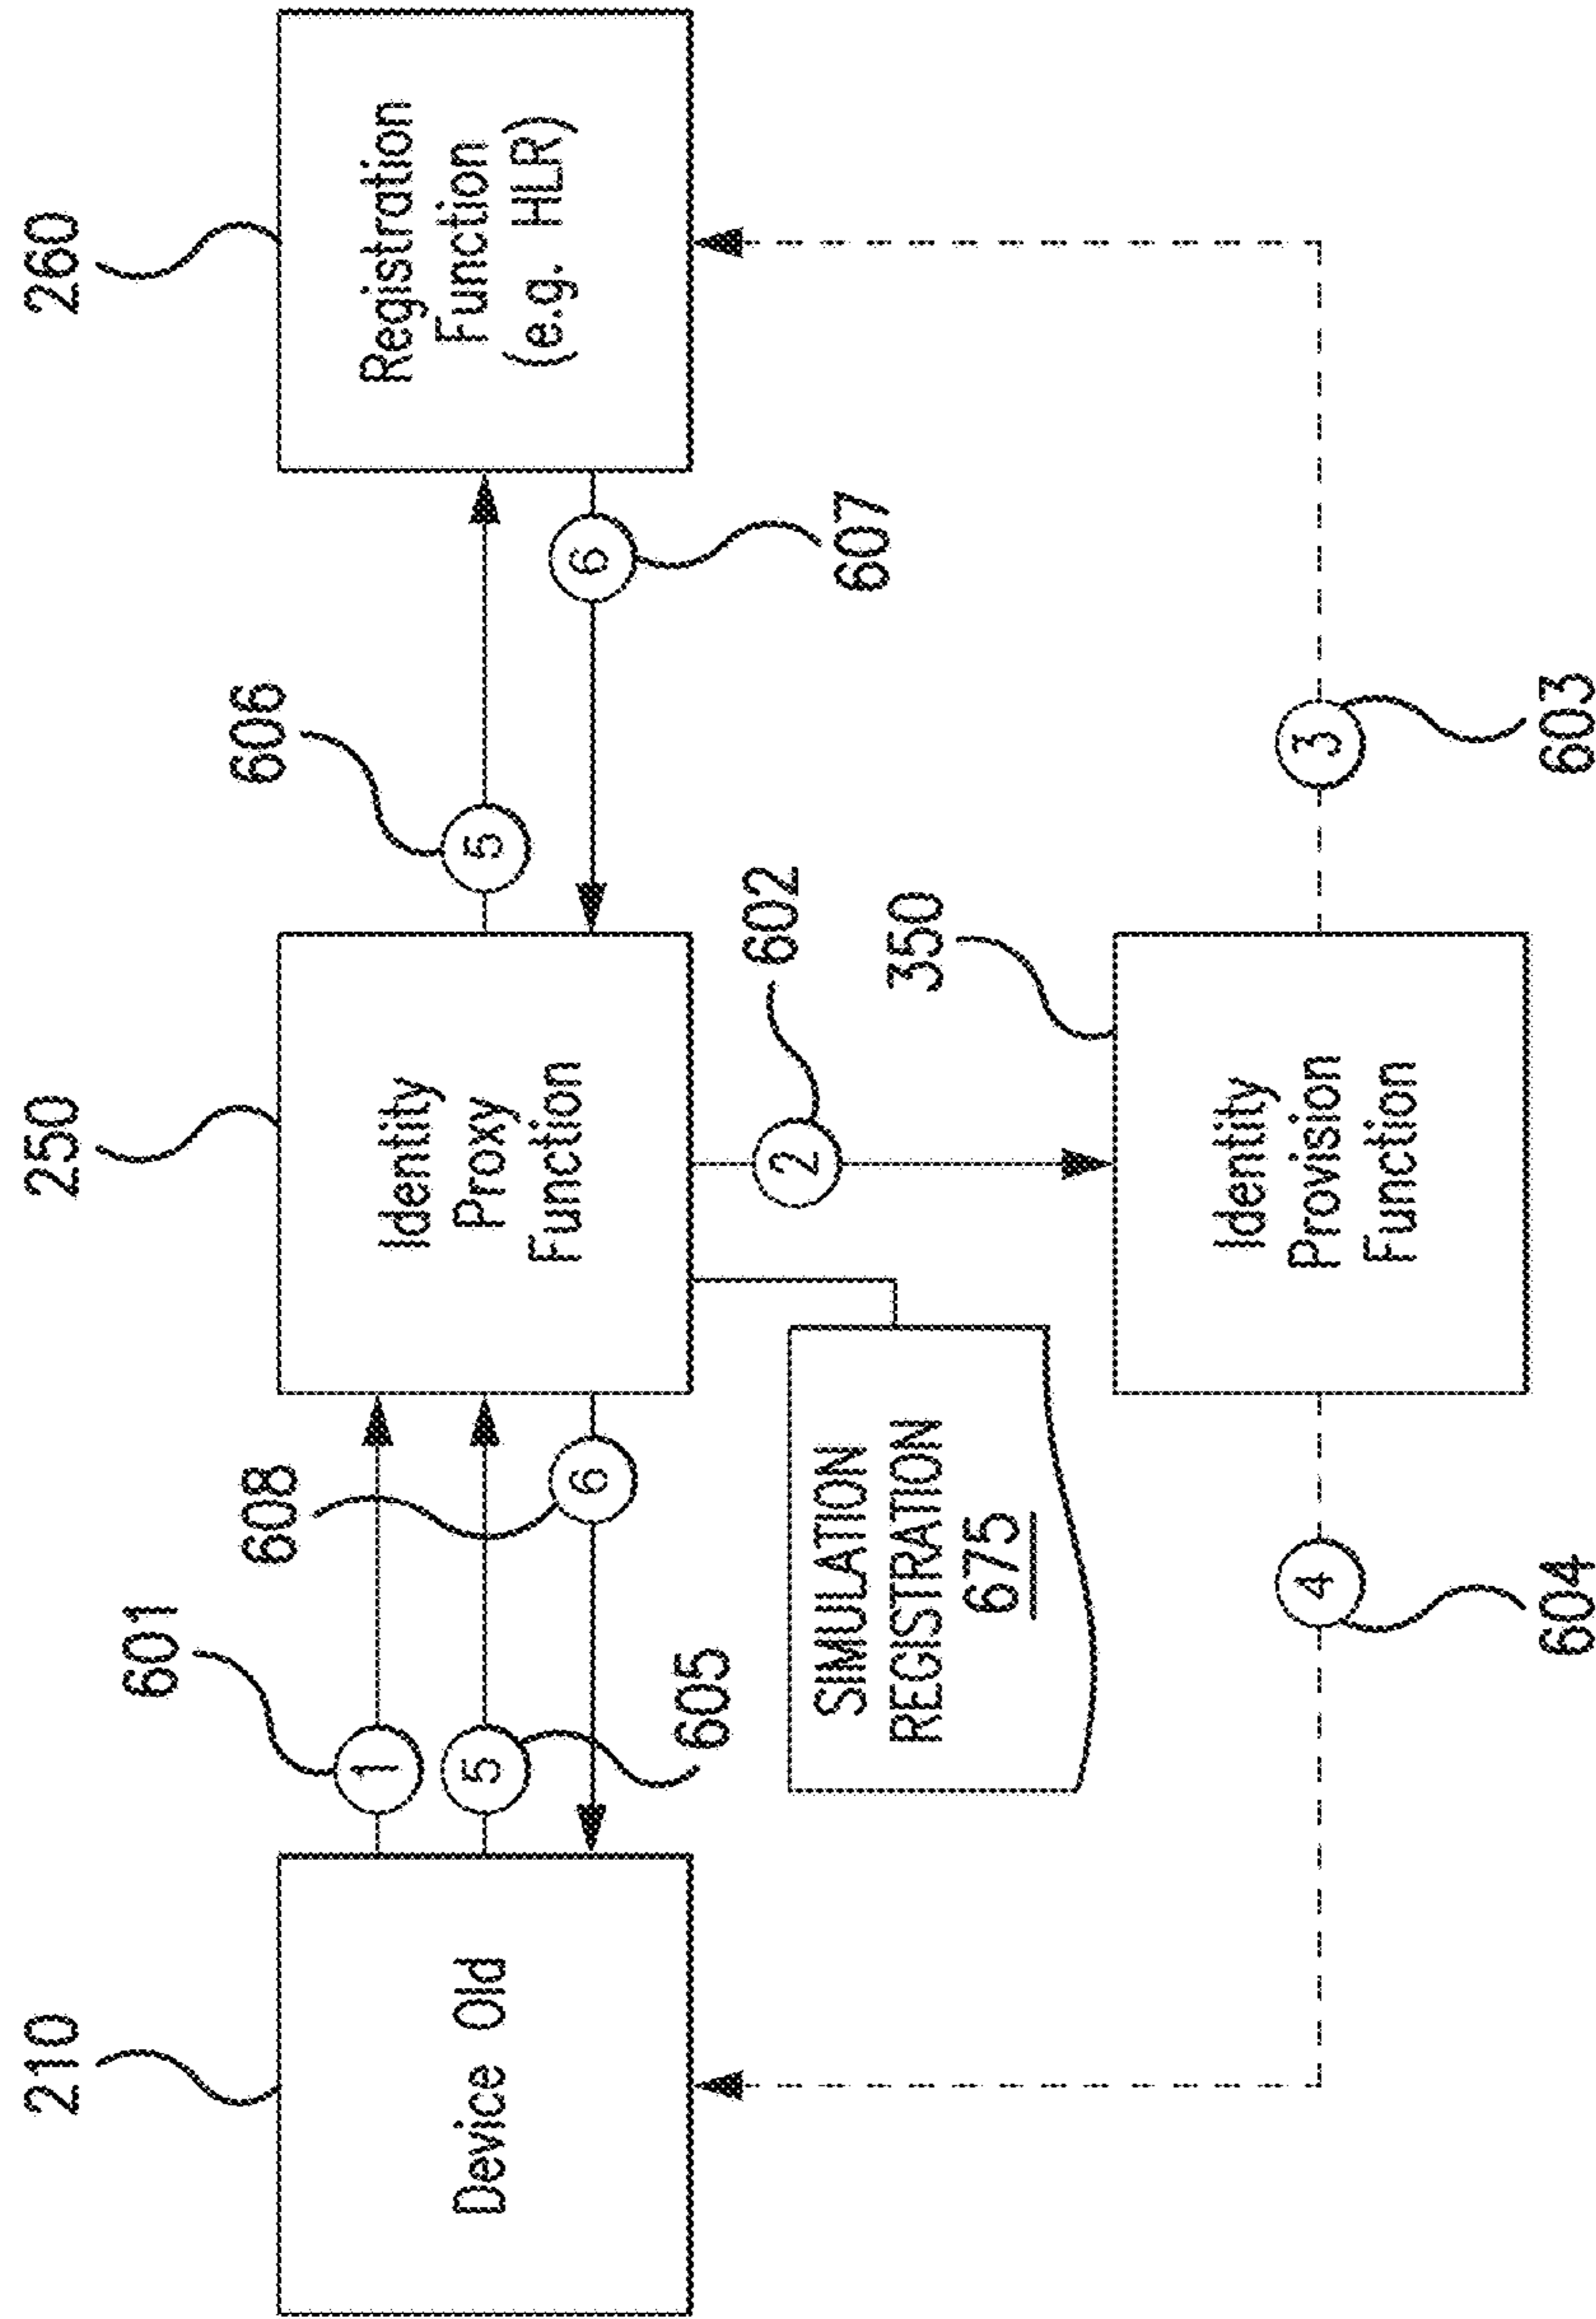 210
250
260
601
608
606
Device Old
1
5
605
6
Identity
Proxy
Function
5
6
607
Registration
Function
(e.g. HLR)
SIMULATION
REGISTRATION
675
2
602
350
Identity
Provision
Function
4
604
3
603